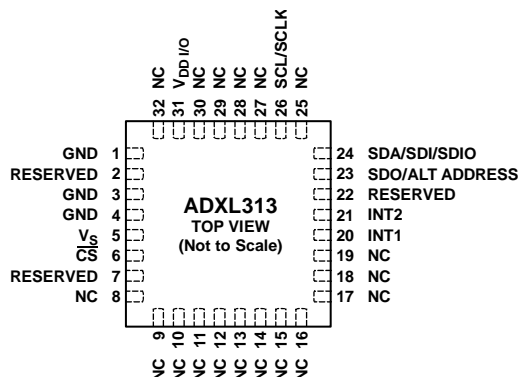 32 NC
31 VDD I/O
30 NC
29 NC
28 NC
27 NC
26 SCL/SCLK
25 NC
GND 1
RESERVED 2
GND 3
GND 4
VS 5
CS 6
RESERVED 7
NC 8
ADXL313
TOP VIEW
(Not to Scale)
24 SDA/SDI/SDIO
23 SDO/ALT ADDRESS
22 RESERVED
21 INT2
20 INT1
19 NC
18 NC
17 NC
NC 9
NC 10
NC 11
NC 12
NC 13
NC 14
NC 15
NC 16